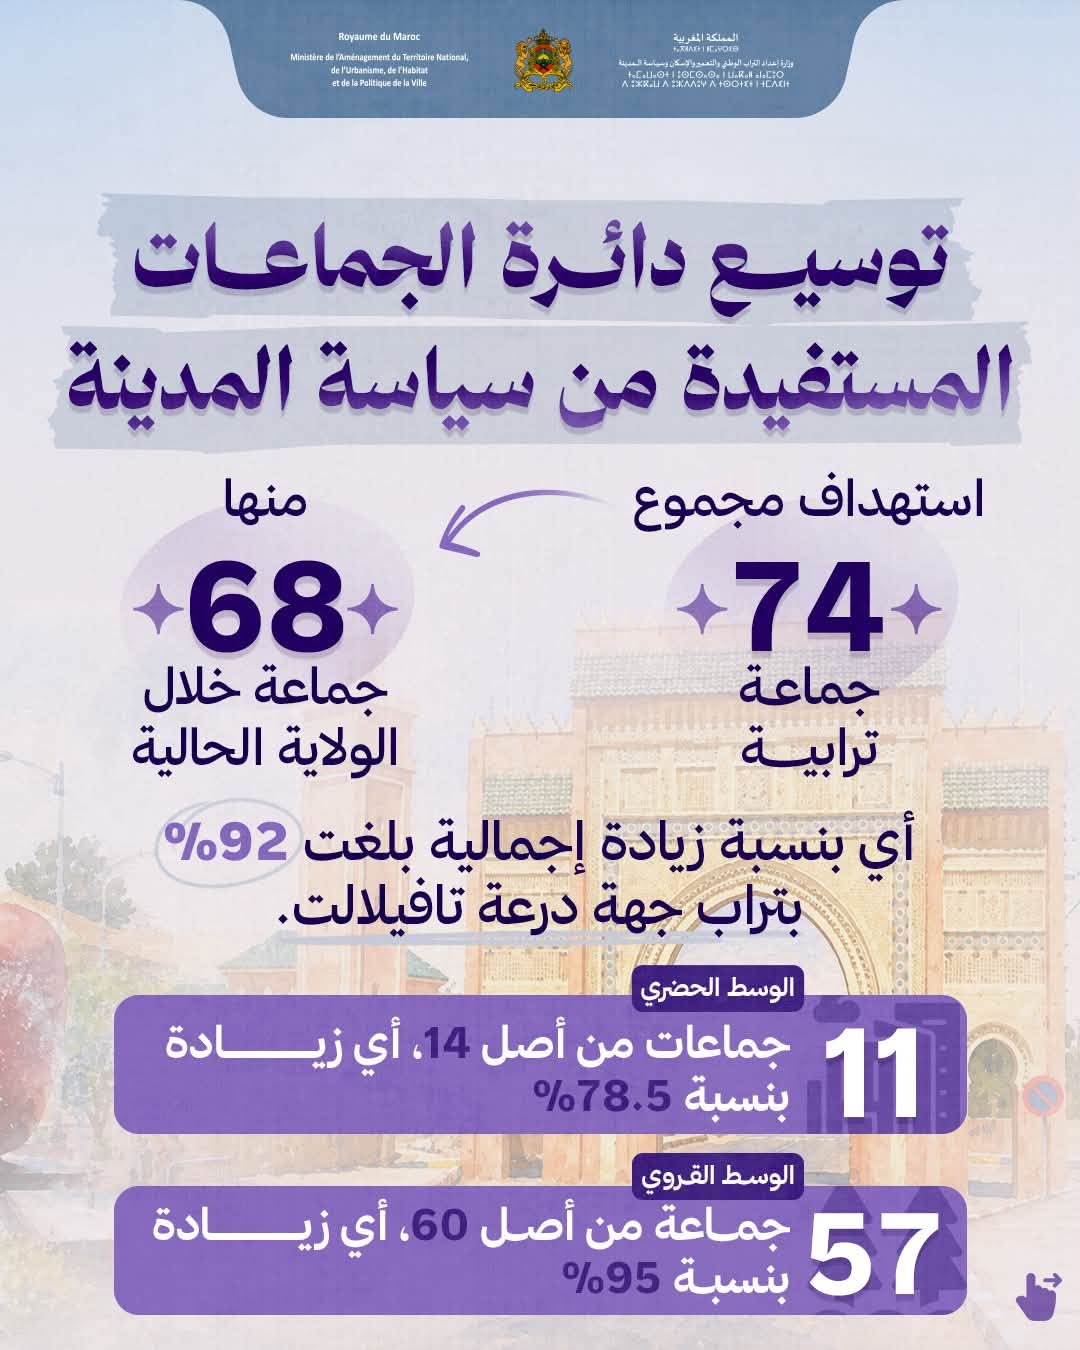 Royaume du Maroc
Ministère de l'Aménagement du Territoire National,
de l'Urbanisme, de l'Habitat
et de la Politique de la Ville
المملكة المغربية
ⵜⴰⴳⵍⴷⵉⵜ ⵏ ⵍⵎⵖⵔⵉⴱ
وزارة إعداد التراب الوطني والتعمير والإسكان وسياسة المدينة
توسيع دائرة الجماعات
المستفيدة من سياسة المدينة
استهداف مجموع
74
جماعة
ترابية
منها
68
جماعة خلال
الولاية الحالية
أي بنسبة زيادة إجمالية بلغت 92%
بتراب جهة درعة تافيلالت.
الوسط الحضري
11
جماعات من أصل 14، أي زيادة
بنسبة 78.5%
الوسط القروي
57
جماعة من أصل 60، أي زيادة
بنسبة 95%